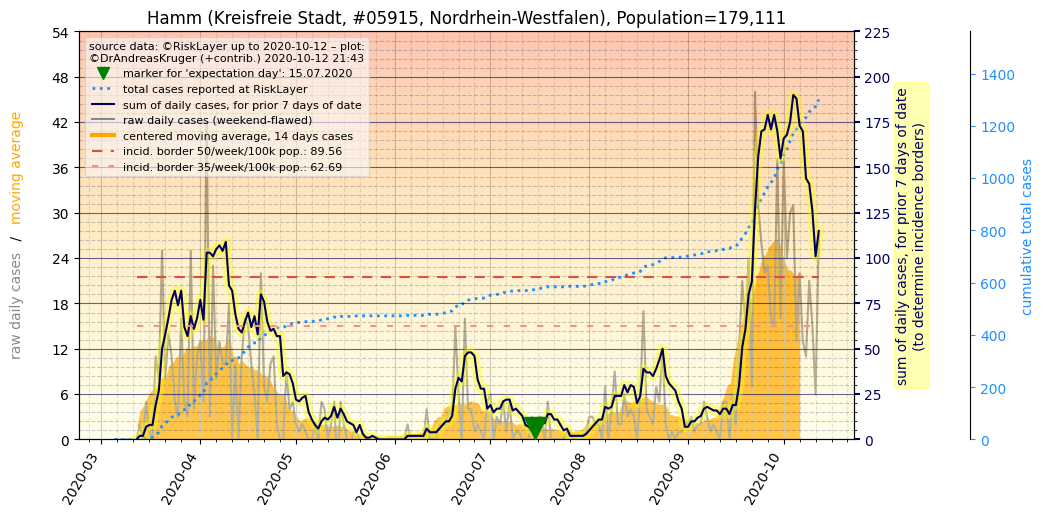 Hamm (Kreisfreie Stadt, #05915, Nordrhein-Westfalen), Population=179,111
source data: ©RiskLayer up to 2020-10-12 – plot:
©DrAndreasKruger (+contrib.) 2020-10-12 21:43
marker for 'expectation day': 15.07.2020
total cases reported at RiskLayer
sum of daily cases, for prior 7 days of date
raw daily cases (weekend-flawed)
centered moving average, 14 days cases
incid. border 50/week/100k pop.: 89.56
incid. border 35/week/100k pop.: 62.69
raw daily cases / moving average
54
48
42
36
30
24
18
12
6
0
2020-03
2020-04
2020-05
2020-06
2020-07
2020-08
2020-09
2020-10
225
200
175
150
125
100
75
50
25
0
sum of daily cases, for prior 7 days of date
(to determine incidence borders)
1400
1200
1000
800
600
400
200
0
cumulative total cases